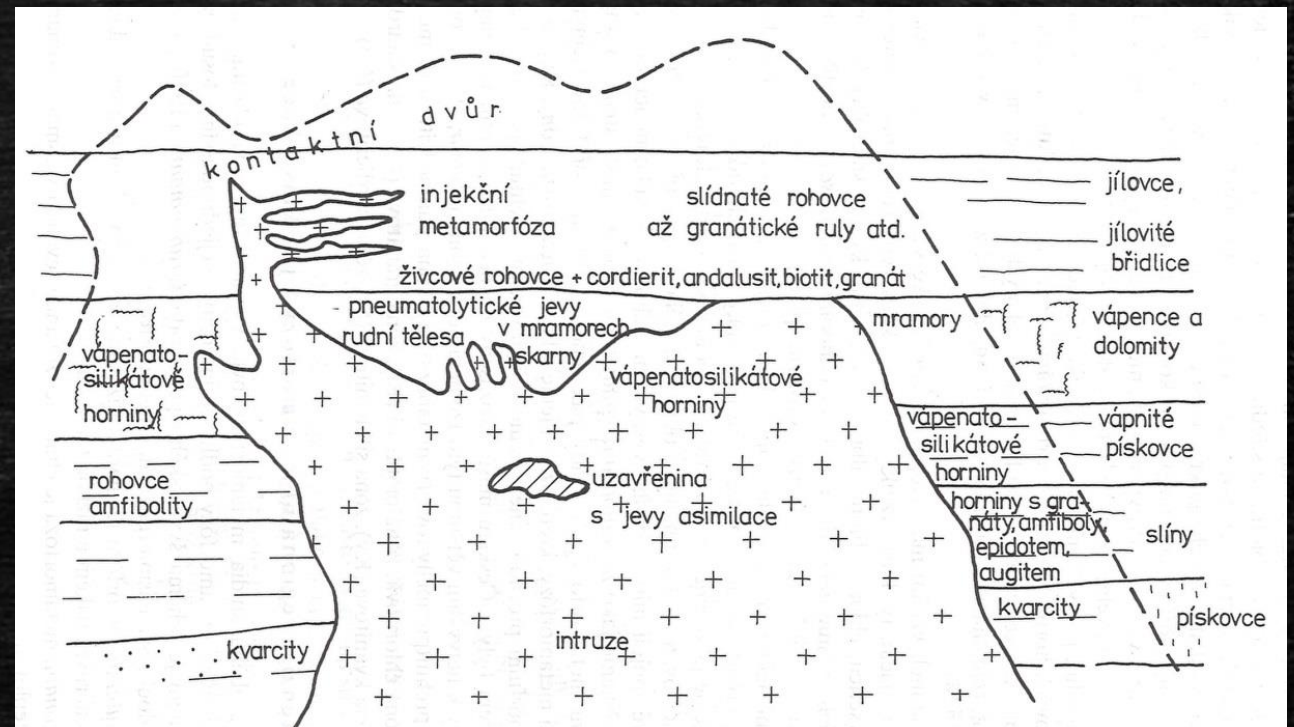 kontaktní dvůr
injekční
metamorfóza
slídnaté rohovce
až granátické ruly atd.
jílovce,
jílovité
břidlice
živcové rohovce + cordierit, andalusit, biotit, granát
pneumatolytické jevy
rudní tělesa
v mramorech
skarny
mramory
vápence a
dolomity
vápenato-
silikátové
horniny
vápenatosilikátové
horniny
vápenato-
silikátové
horniny
vápnité
pískovce
rohovce
amfibolity
uzavřenina
s jevy asimilace
horniny s gra-
náty, amfiboly,
epidotem,
augitem
slíny
kvarcity
pískovce
kvarcity
intruze